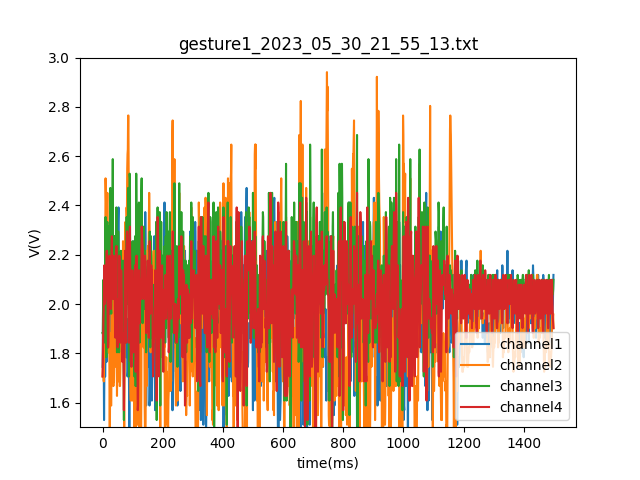 gesture1_2023_05_30_21_55_13.txt
3.0
2.8
2.6
2.4
2.2
2.0
1.8
1.6
V(V)
0 200 400 600 800 1000 1200 1400
time(ms)
channel1
channel2
channel3
channel4